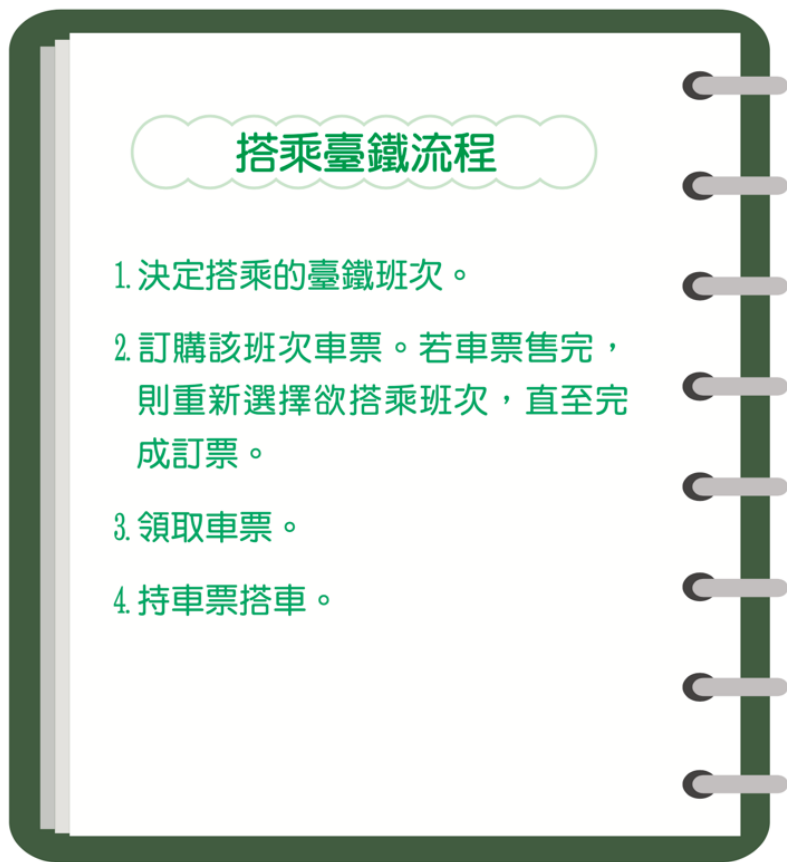 搭乘臺鐵流程
1. 決定搭乘的臺鐵班次。
2. 訂購該班次車票。若車票售完，
則重新選擇欲搭乘班次，直至完
成訂票。
3. 領取車票。
4. 持車票搭車。